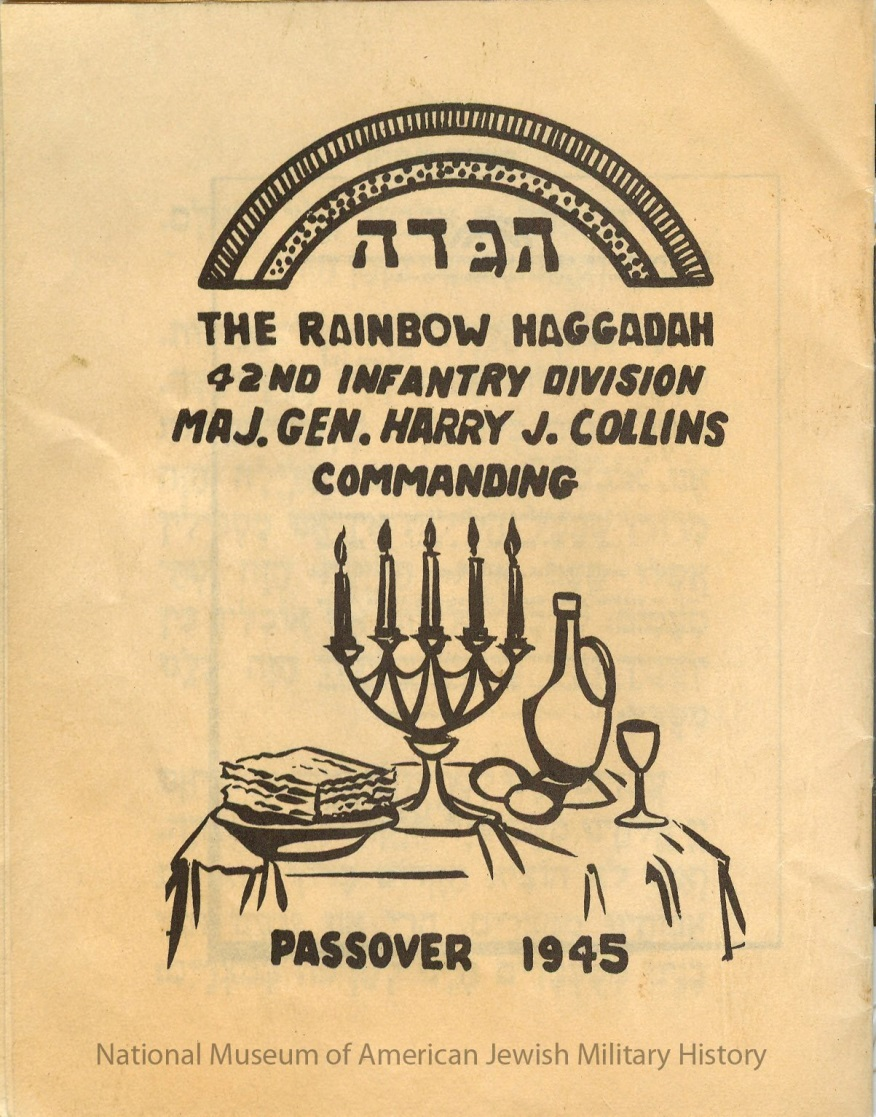 הגדה
THE RAINBOW HAGGADAH
42ND INFANTRY DIVISION
MAJ. GEN. HARRY J. COLLINS
COMMANDING
PASSOVER 1945
National Museum of American Jewish Military History